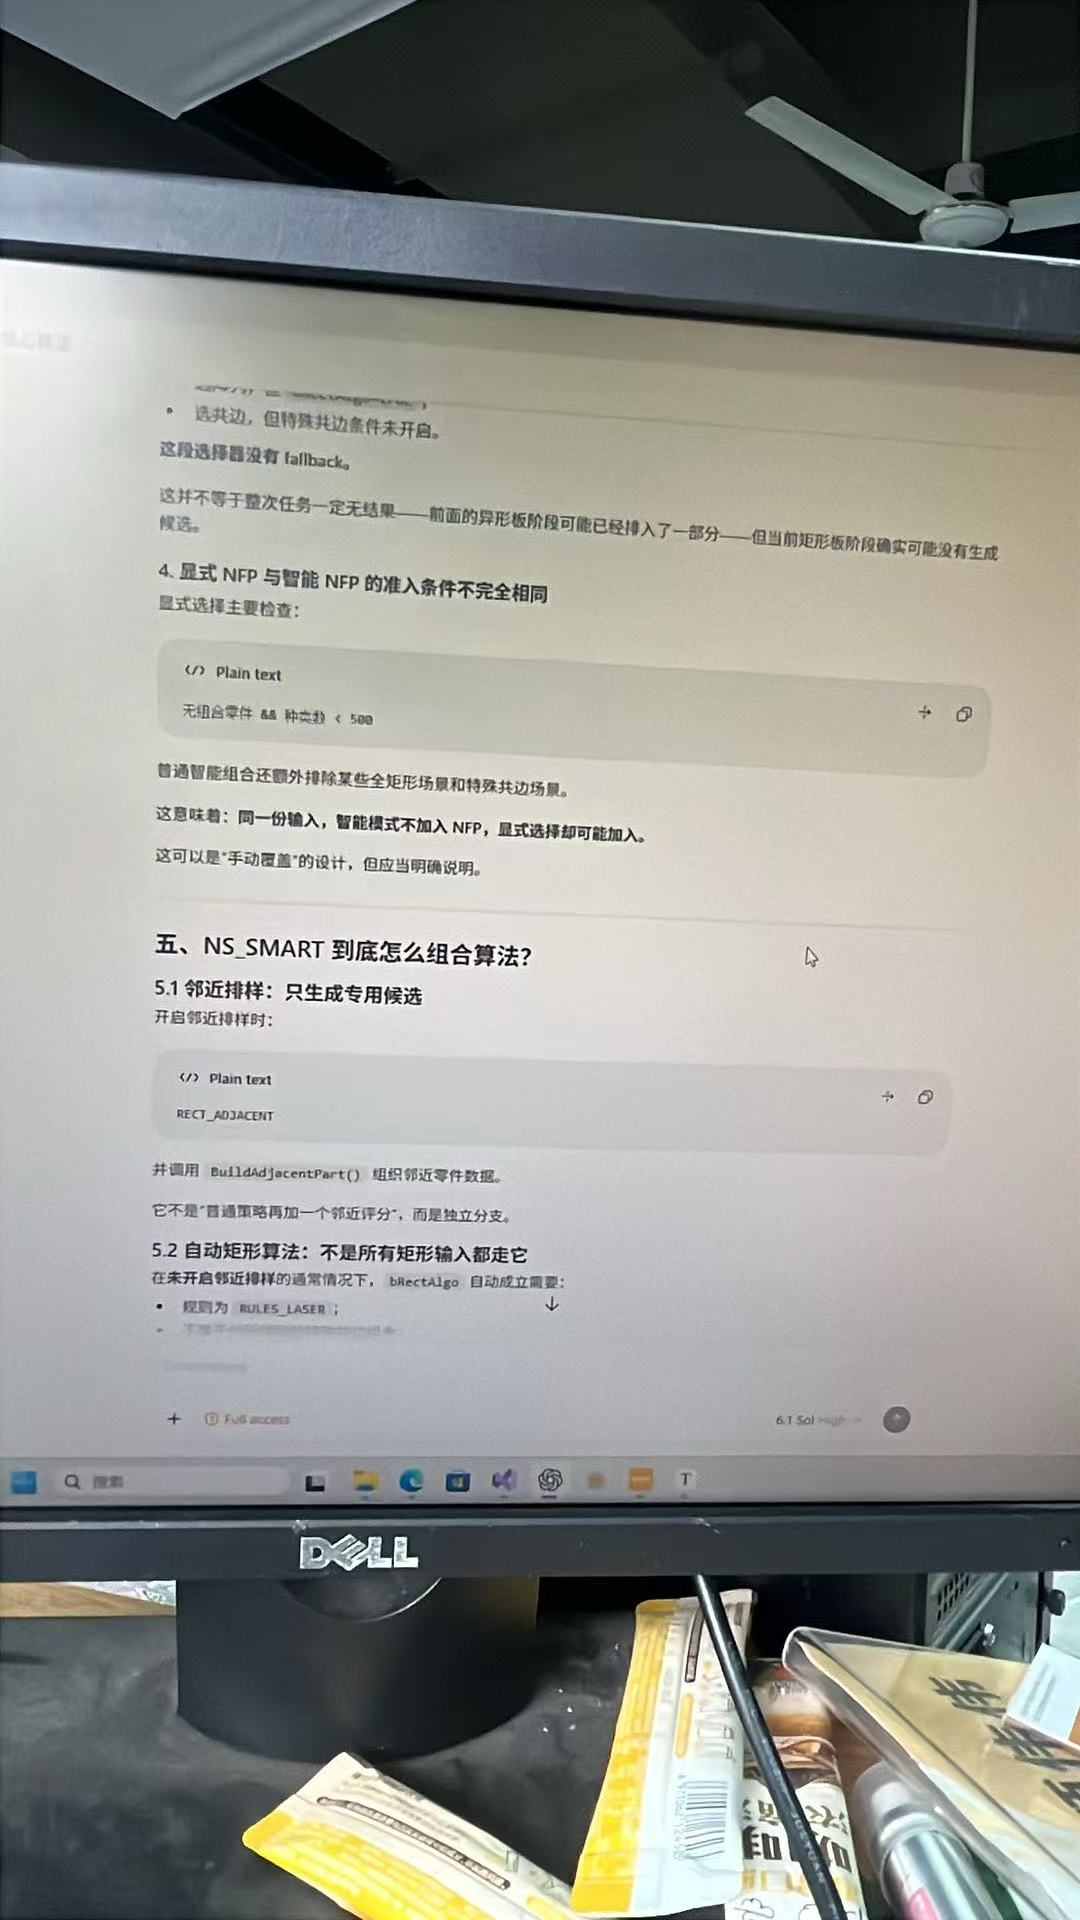 选共边，但特殊共边条件未开启。
这段选择器没有 fallback。
这并不等于整次任务一定无结果——前面的异形板阶段可能已经排入了一部分——但当前矩形板阶段确实可能没有生成
候选。
4. 显式 NFP 与智能 NFP 的准入条件不完全相同
显式选择主要检查：
Plain text
无组合零件 && 种类数 < 500
普通智能组合还额外排除某些全矩形场景和特殊共边场景。
这意味着：同一份输入，智能模式不加入 NFP，显式选择却可能加入。
这可以是“手动覆盖”的设计，但应当明确说明。
五、NS_SMART 到底怎么组合算法？
5.1 邻近排样：只生成专用候选
开启邻近排样时：
Plain text
RECT_ADJACENT
并调用 BuildAdjacentPart() 组织邻近零件数据。
它不是“普通策略再加一个邻近评分”，而是独立分支。
5.2 自动矩形算法：不是所有矩形输入都走它
在未开启邻近排样的通常情况下， bRectAlgo 自动成立需要：
规则为 RULES_LASER ；
Full access
6.1 Sol High
搜索
T
DELL